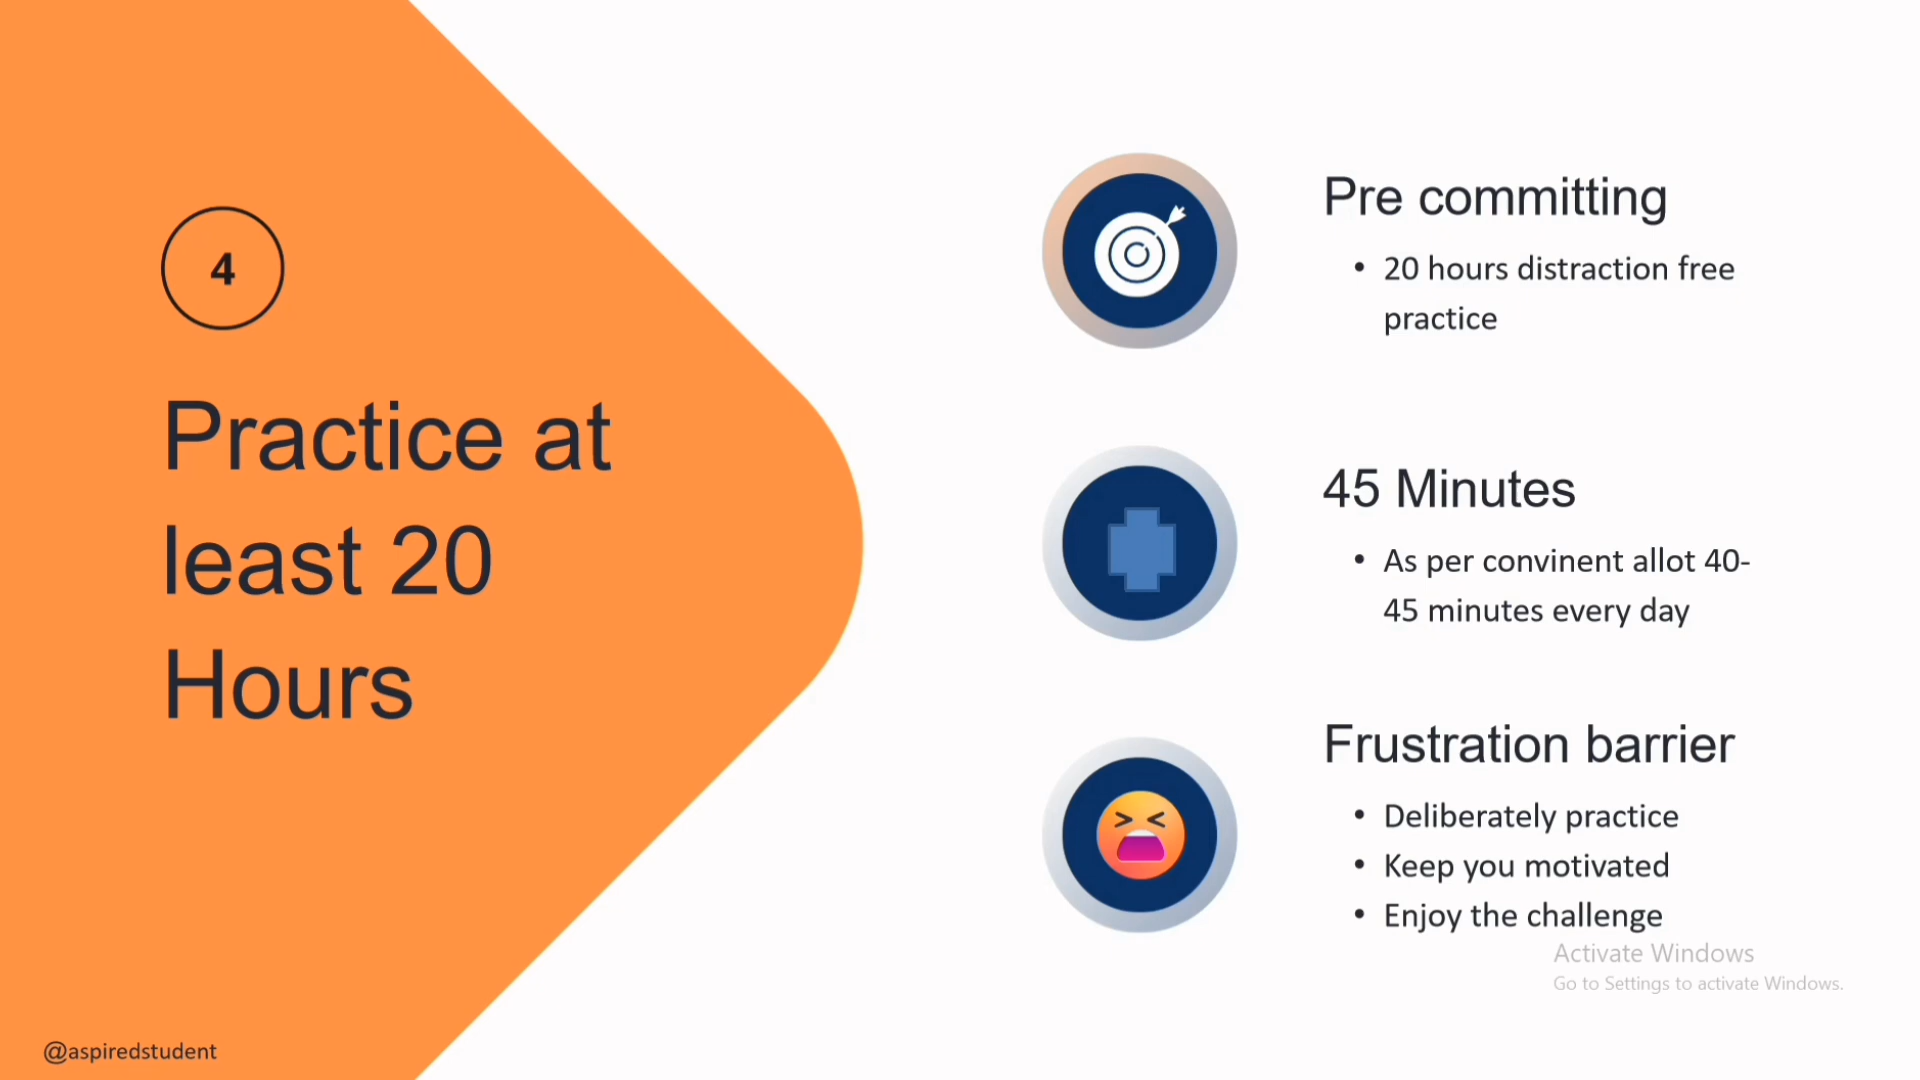 4
Practice at
least 20
Hours
Pre committing
• 20 hours distraction free
practice
45 Minutes
• As per convinent allot 40-
45 minutes every day
Frustration barrier
• Deliberately practice
• Keep you motivated
• Enjoy the challenge
Activate Windows
Go to Settings to activate Windows.
@aspiredstudent